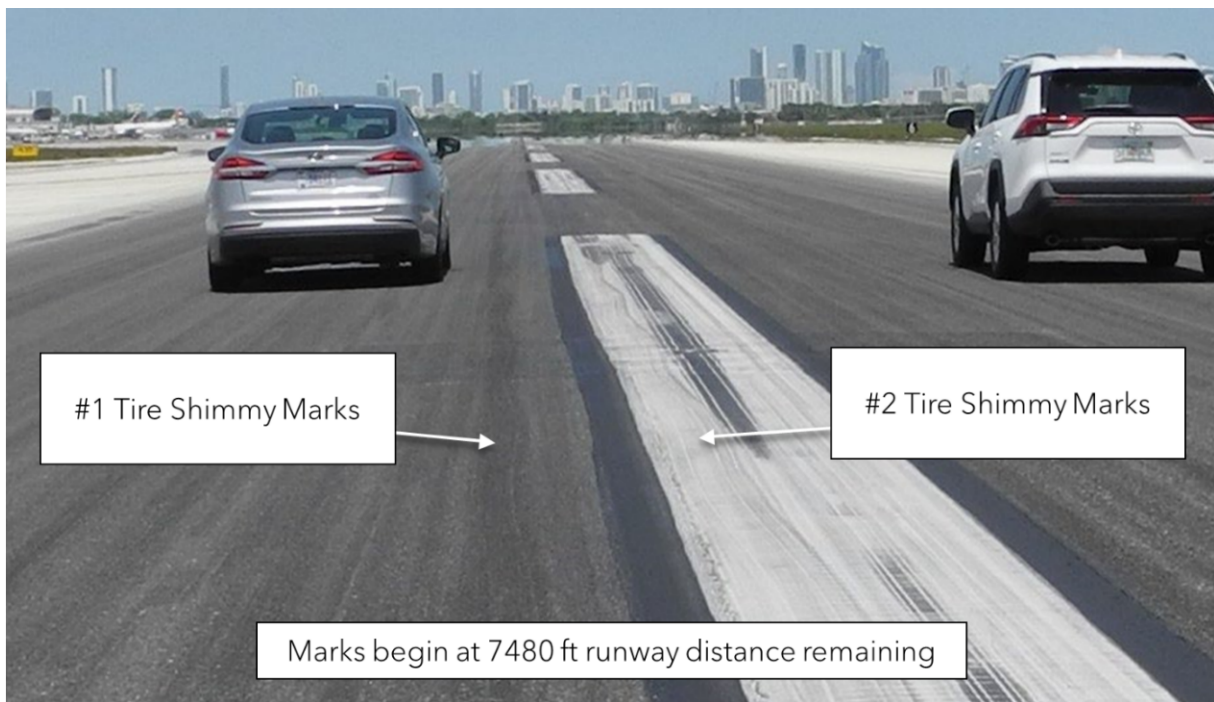 #1 Tire Shimmy Marks
#2 Tire Shimmy Marks
Marks begin at 7480 ft runway distance remaining